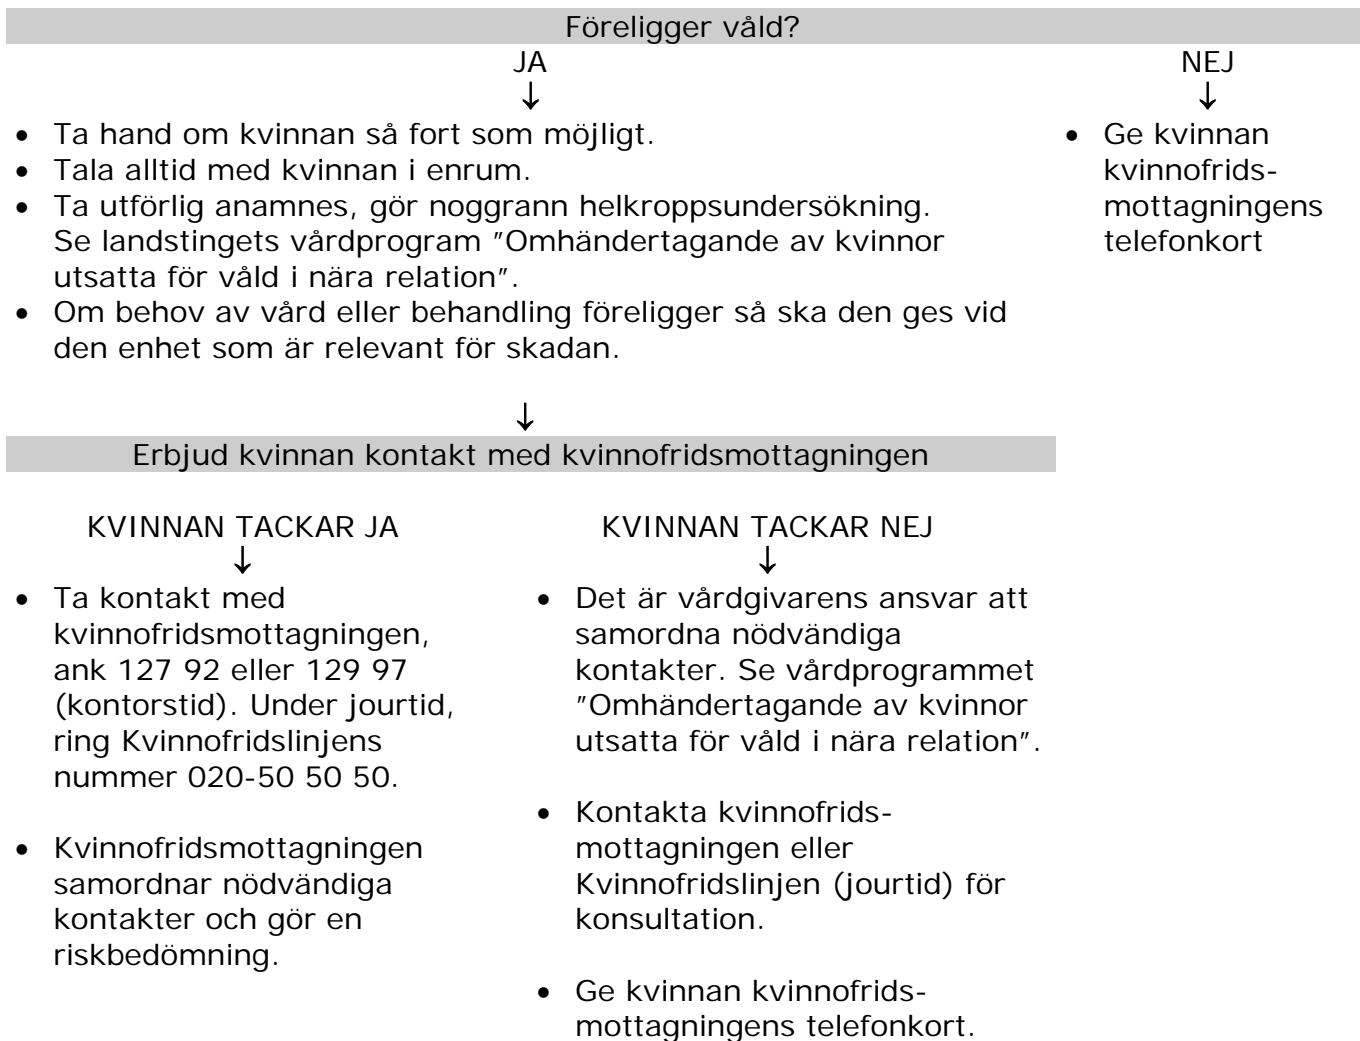 Föreligger våld?
JA
↓
• Ta hand om kvinnan så fort som möjligt.
• Tala alltid med kvinnan i enrum.
• Ta utförlig anamnes, gör noggrann helkroppsundersökning.
Se landstingets vårdprogram ”Omhändertagande av kvinnor
utsatta för våld i nära relation”.
• Om behov av vård eller behandling föreligger så ska den ges vid
den enhet som är relevant för skadan.
NEJ
↓
• Ge kvinnan
kvinnofrids-
mottagningens
telefonkort
↓
Erbjud kvinnan kontakt med kvinnofridsmottagningen
KVINNAN TACKAR JA
↓
• Ta kontakt med
kvinnofridsmottagningen,
ank 127 92 eller 129 97
(kontorstid). Under jourtid,
ring Kvinnofridslinjens
nummer 020-50 50 50.
• Kvinnofridsmottagningen
samordnar nödvändiga
kontakter och gör en
riskbedömning.
KVINNAN TACKAR NEJ
↓
• Det är vårdgivarens ansvar att
samordna nödvändiga
kontakter. Se vårdprogrammet
”Omhändertagande av kvinnor
utsatta för våld i nära relation”.
• Kontakta kvinnofrids-
mottagningen eller
Kvinnofridslinjen (jourtid) för
konsultation.
• Ge kvinnan kvinnofrids-
mottagningens telefonkort.